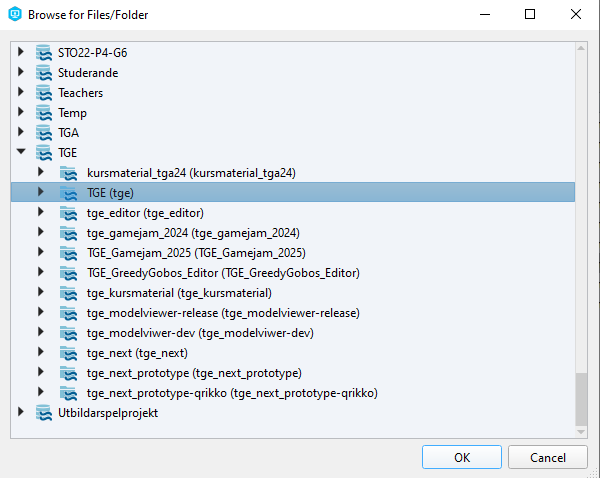 Browse for Files/Folder
STO22-P4-G6
Studerande
Teachers
Temp
TGA
TGE
kursmaterial_tga24 (kursmaterial_tga24)
TGE (tge)
tge_editor (tge_editor)
tge_gamejam_2024 (tge_gamejam_2024)
TGE_Gamejam_2025 (TGE_Gamejam_2025)
TGE_GreedyGobos_Editor (TGE_GreedyGobos_Editor)
tge_kursmaterial (tge_kursmaterial)
tge_modelviewer-release (tge_modelviewer-release)
tge_modelviwer-dev (tge_modelviwer-dev)
tge_next (tge_next)
tge_next_prototype (tge_next_prototype)
tge_next_prototype-qrikko (tge_next_prototype-qrikko)
Utbildarspelprojekt
OK Cancel